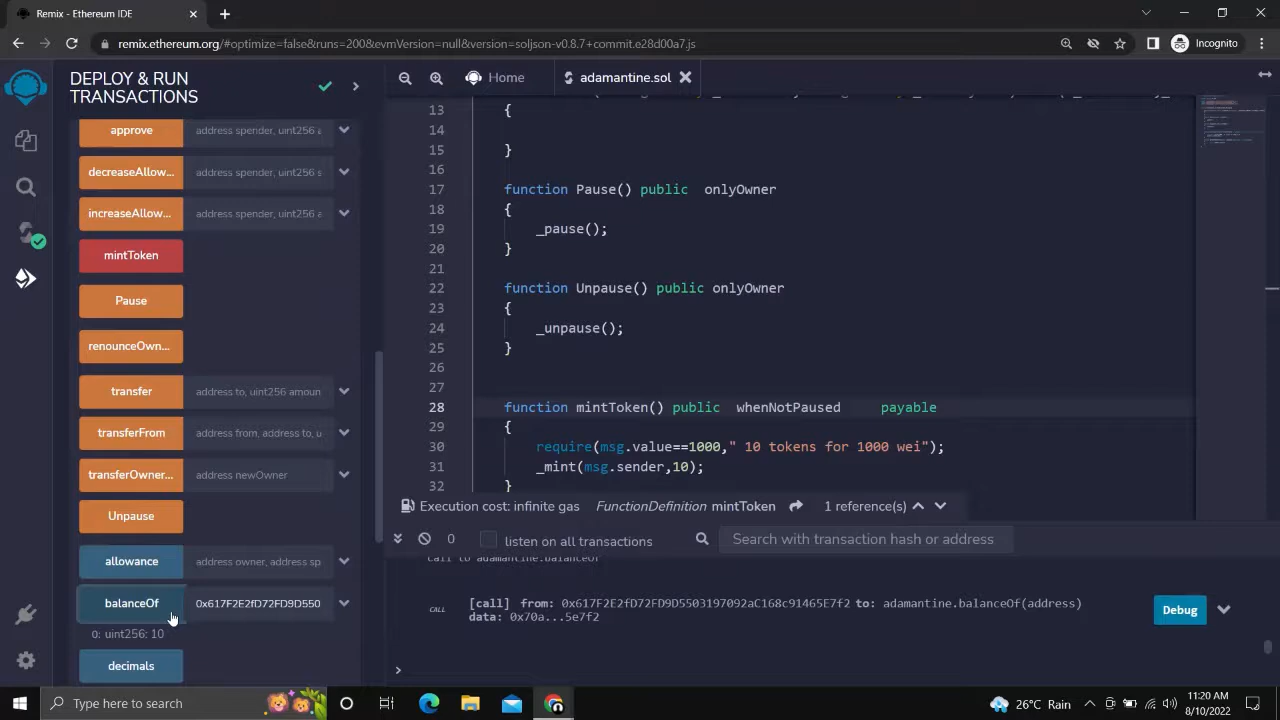 Remix - Ethereum IDE
remix.ethereum.org/#optimize=false&runs=200&evmVersion=null&version=soljson-v0.8.7+commit.e28d00a7.js
Incognito
DEPLOY & RUN
TRANSACTIONS
Home
adamantine.sol
approve
address spender, uint256 a
decreaseAllow...
address spender, uint256 s
increaseAllow...
address spender, uint256 a
mintToken
Pause
renounceOwn...
transfer
address to, uint256 amoun
transferFrom
address from, address to, u
transferOwner...
address newOwner
Unpause
allowance
address owner, address sp
balanceOf
0x617F2E2fD72FD9D550
0: uint256: 10
decimals
13 {
14
15 }
16
17 function Pause() public onlyOwner
18 {
19 _pause();
20 }
21
22 function Unpause() public onlyOwner
23 {
24 _unpause();
25 }
26
27
28 function mintToken() public whenNotPaused payable
29 {
30 require(msg.value==1000," 10 tokens for 1000 wei");
31 _mint(msg.sender,10);
32 }
Execution cost: infinite gas FunctionDefinition mintToken 1 reference(s)
0 listen on all transactions Search with transaction hash or address
call to adamantine.balanceOf
CALL [call] from: 0x617F2E2fD72FD9D5503197092aC168c91465E7f2 to: adamantine.balanceOf(address)
data: 0x70a...5e7f2
Debug
>
Type here to search
26°C Rain
11:20 AM
8/10/2022